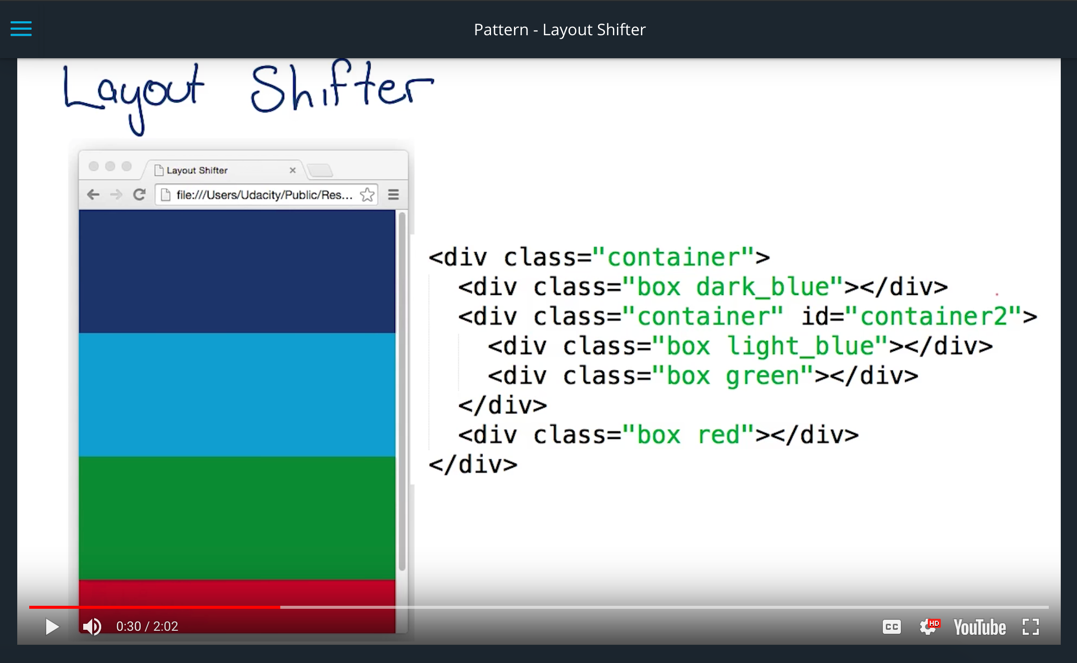 Pattern - Layout Shifter
Layout Shifter
Layout Shifter
file:///Users/Udacity/Public/Res...
<div class="container">
<div class="box dark_blue"></div>
<div class="container" id="container2">
<div class="box light_blue"></div>
<div class="box green"></div>
</div>
<div class="box red"></div>
</div>
0:30 / 2:02
CC
HD
YouTube